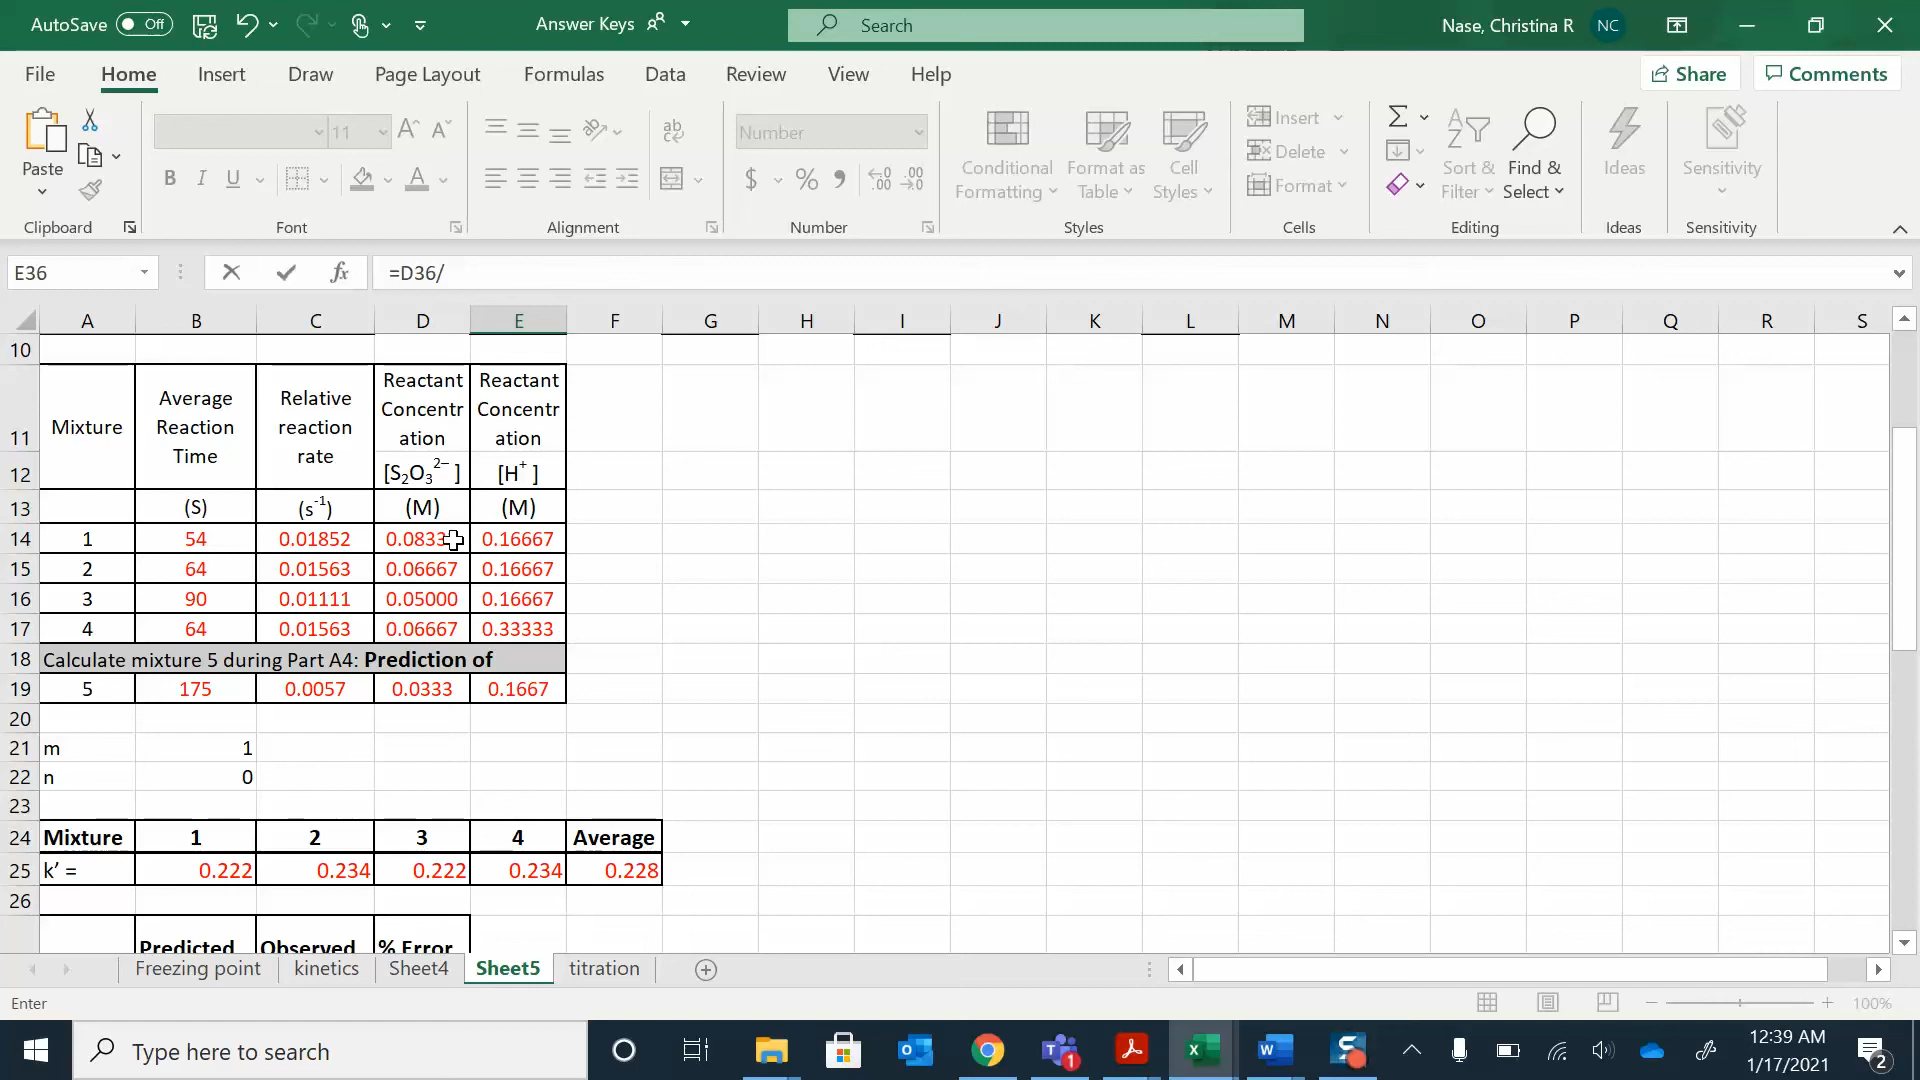 AutoSave Off Answer Keys Search Nase, Christina R NC
File Home Insert Draw Page Layout Formulas Data Review View Help Share Comments
Paste 11 Number Conditional Formatting Format as Table Cell Styles Insert Delete Format Sort & Filter Find & Select Ideas Sensitivity
Clipboard Font Alignment Number Styles Cells Editing Ideas Sensitivity
E36 fx =D36/
A B C D E F G H I J K L M N O P Q R S
10
11 Mixture Average Reaction Time Relative reaction rate Reactant Concentration Reactant Concentration
12 [S₂O₃²⁻ ] [H⁺ ]
13 (S) (s⁻¹) (M) (M)
14 1 54 0.01852 0.0833 0.16667
15 2 64 0.01563 0.06667 0.16667
16 3 90 0.01111 0.05000 0.16667
17 4 64 0.01563 0.06667 0.33333
18 Calculate mixture 5 during Part A4: Prediction of
19 5 175 0.0057 0.0333 0.1667
20
21 m 1
22 n 0
23
24 Mixture 1 2 3 4 Average
25 k’ = 0.222 0.234 0.222 0.234 0.228
26
Predicted Observed % Error
Freezing point kinetics Sheet4 Sheet5 titration
Enter 100%
Type here to search 1 12:39 AM
1/17/2021 2